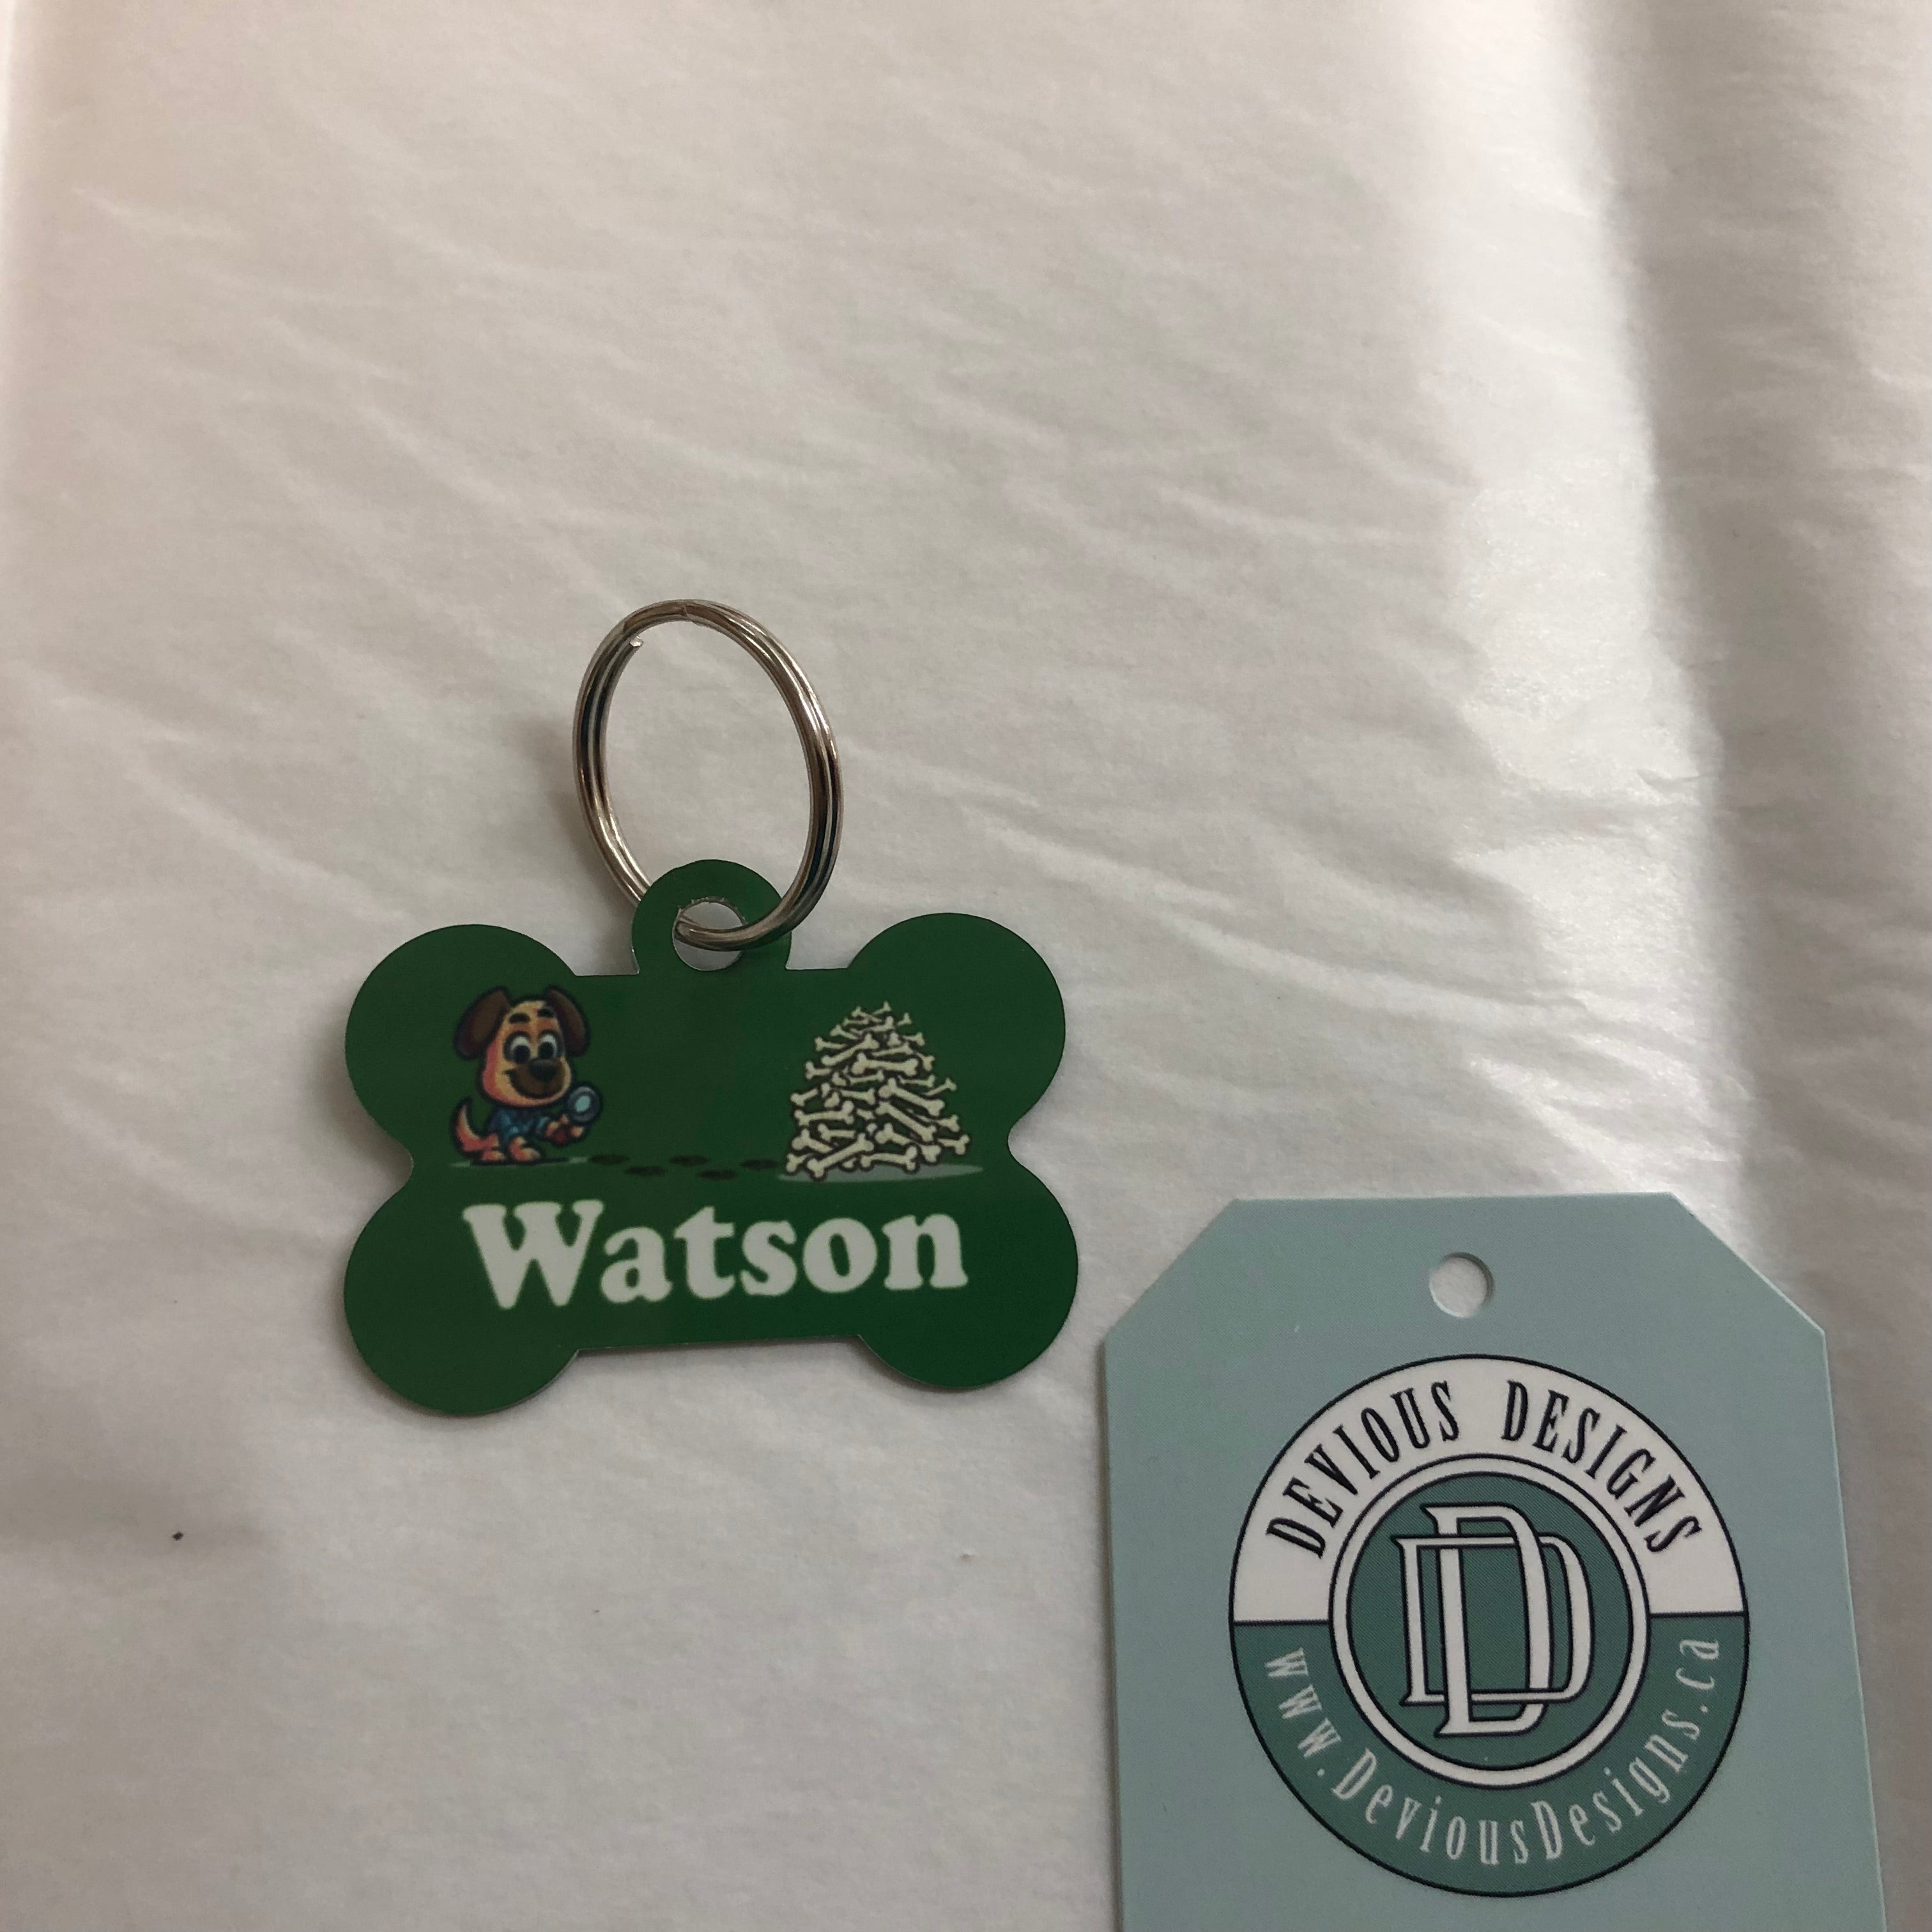 Watson
DEVIOUS DESIGNS
DD
www.DeviousDesigns.ca